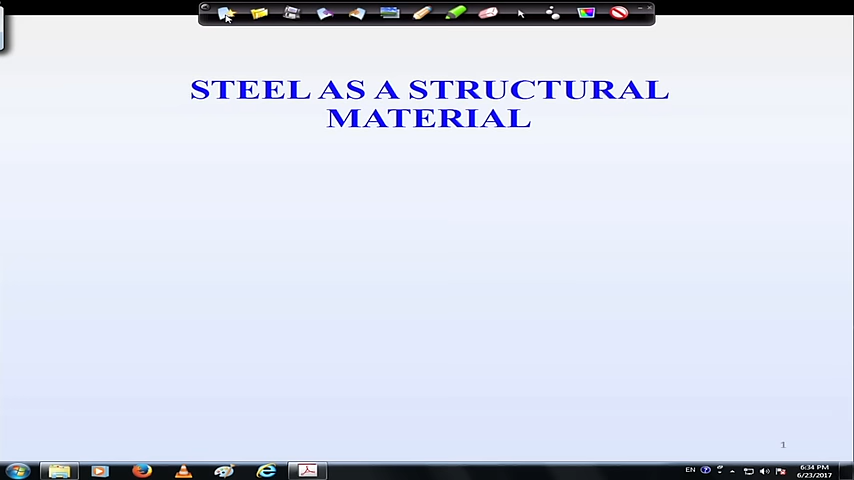 STEEL AS A STRUCTURAL
MATERIAL
1
EN
6:34 PM
6/23/2017